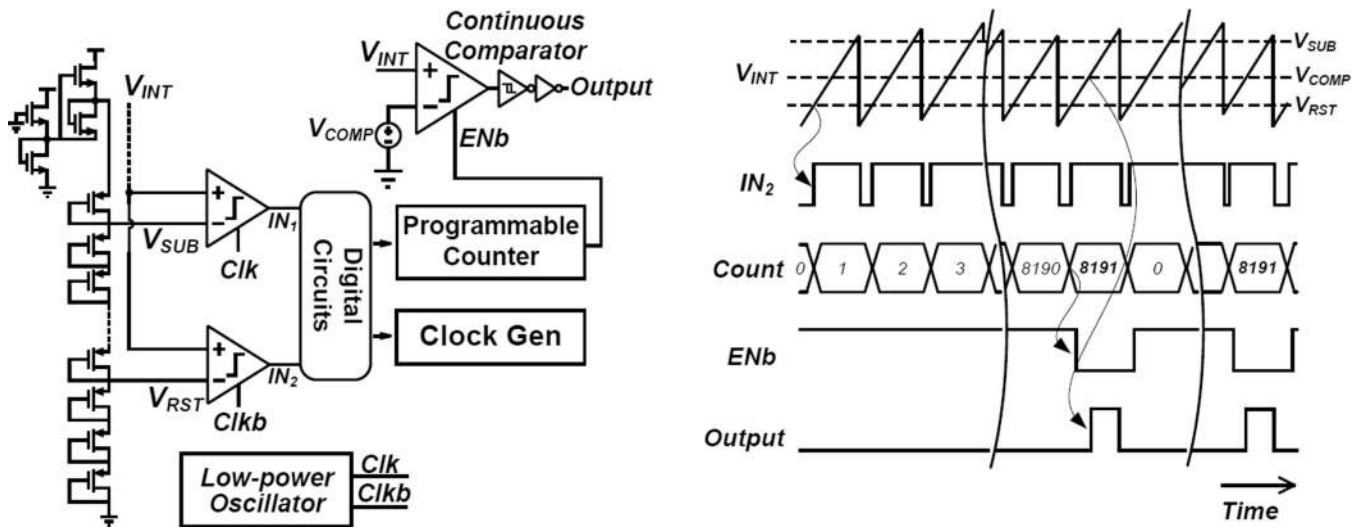 Continuous
Comparator
V_INT
V_INT
Output
V_COMP
ENb
IN_1
V_SUB
Clk
Digital
Circuits
Programmable
Counter
Clock Gen
IN_2
V_RST
Clkb
Low-power
Oscillator
Clk
Clkb
V_SUB
V_INT
V_COMP
V_RST
IN_2
Count 0 1 2 3 8190 8191 0 8191
ENb
Output
Time